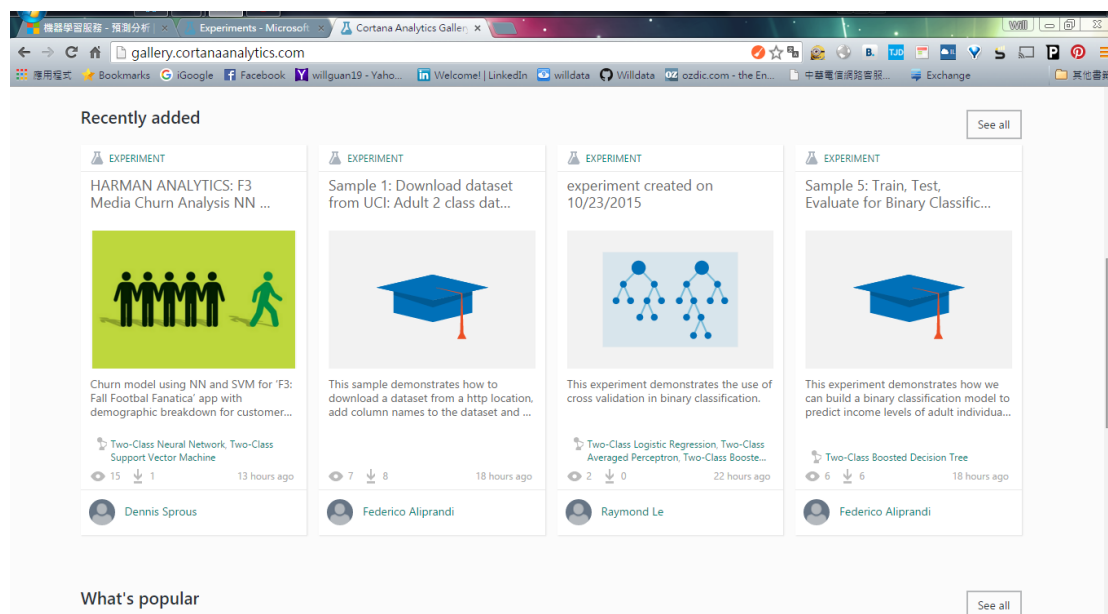 機器學習服務 - 預測分析
Experiments - Microsoft
Cortana Analytics Gallery
Will
gallery.cortanaanalytics.com
B.
TJD
應用程式
Bookmarks
iGoogle
Facebook
willguan19 - Yaho...
Welcome! | LinkedIn
willdata
Willdata
ozdic.com - the En...
中華電信網路客服...
Exchange
其他書籤
Recently added
See all
EXPERIMENT
HARMAN ANALYTICS: F3
Media Churn Analysis NN ...
Churn model using NN and SVM for 'F3:
Fall Footbal Fanatica' app with
demographic breakdown for customer...
Two-Class Neural Network, Two-Class
Support Vector Machine
15 1 13 hours ago
Dennis Sprous
EXPERIMENT
Sample 1: Download dataset
from UCI: Adult 2 class dat...
This sample demonstrates how to
download a dataset from a http location,
add column names to the dataset and ...
7 8 18 hours ago
Federico Aliprandi
EXPERIMENT
experiment created on
10/23/2015
This experiment demonstrates the use of
cross validation in binary classification.
Two-Class Logistic Regression, Two-Class
Averaged Perceptron, Two-Class Booste...
2 0 22 hours ago
Raymond Le
EXPERIMENT
Sample 5: Train, Test,
Evaluate for Binary Classific...
This experiment demonstrates how we
can build a binary classification model to
predict income levels of adult individua...
Two-Class Boosted Decision Tree
6 6 18 hours ago
Federico Aliprandi
What's popular
See all